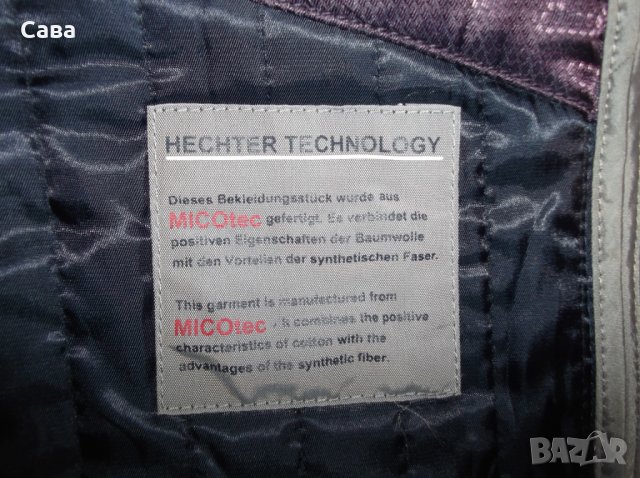 Сава
HECHTER TECHNOLOGY
Dieses Bekleidungsstück wurde aus
MICOtec gefertigt. Es verbindet die
positiven Eigenschaften der Baumwolle
mit den Vorteilen der synthetischen Faser.
This garment is manufactured from
MICOtec - it combines the positive
characteristics of cotton with the
advantages of the synthetic fiber.
BAZAR